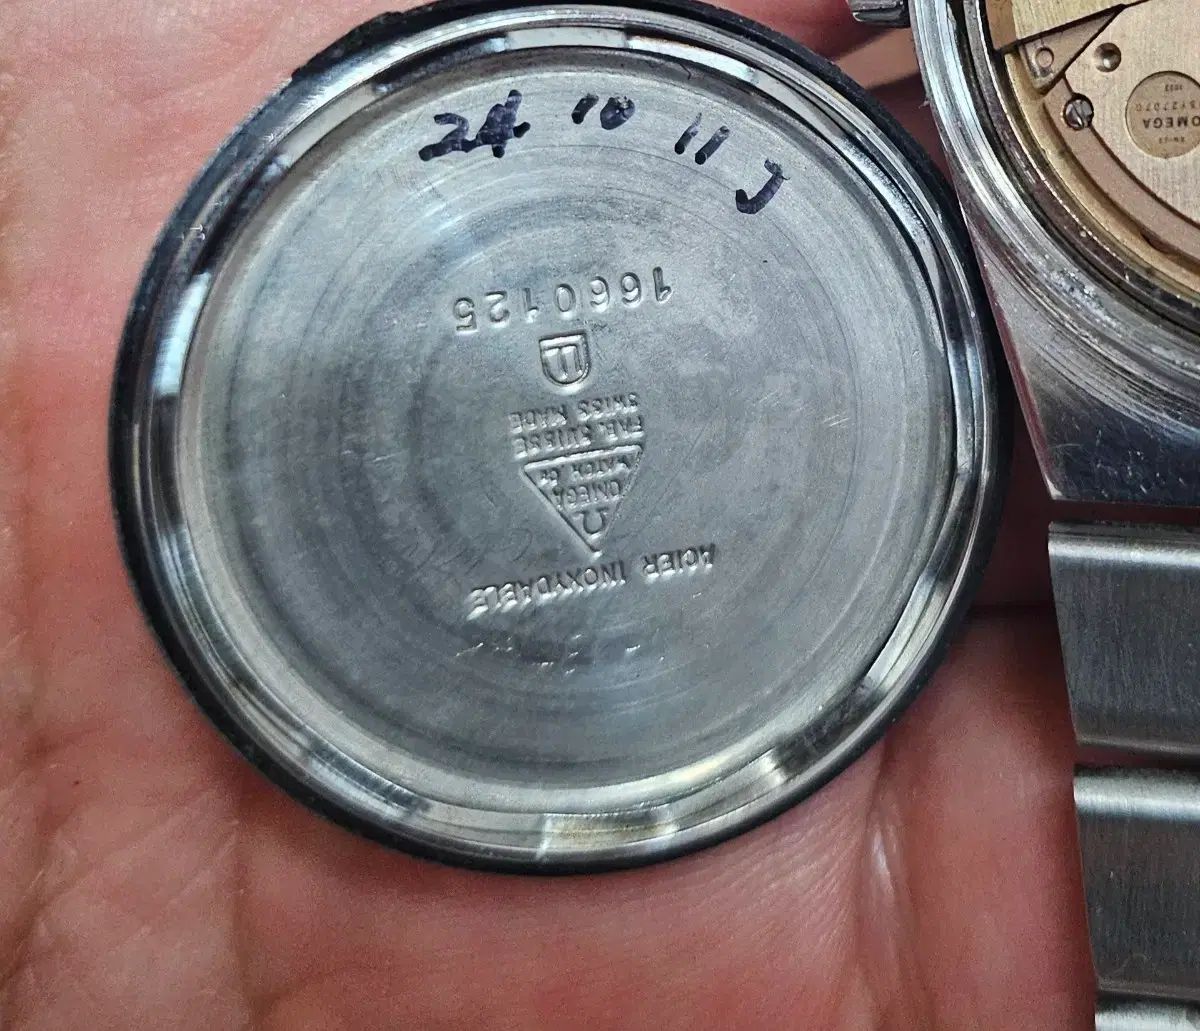 24 10 11 J
ACIER INOXYDABLE
Ω
OMEGA
WATCH Co
FAB. SUISSE
SWISS MADE
1660125
OMEGA